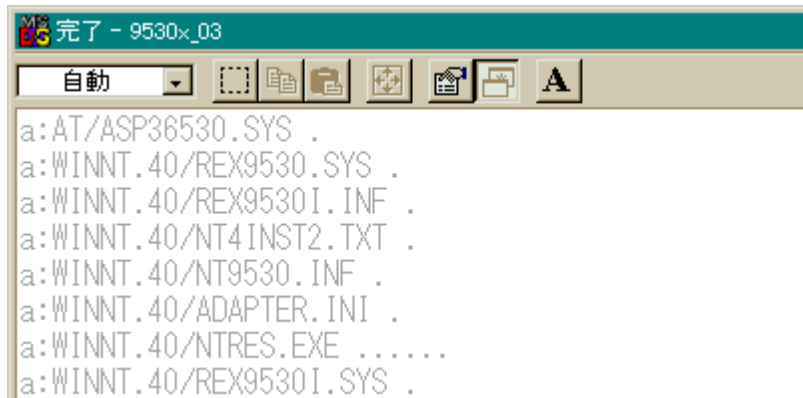 完了 - 9530x_03
自動
A
a:AT/ASP36530.SYS .
a:WINNT.40/REX9530.SYS .
a:WINNT.40/REX9530I.INF .
a:WINNT.40/NT4INST2.TXT .
a:WINNT.40/NT9530.INF .
a:WINNT.40/ADAPTER.INI .
a:WINNT.40/NTRES.EXE ......
a:WINNT.40/REX9530I.SYS .